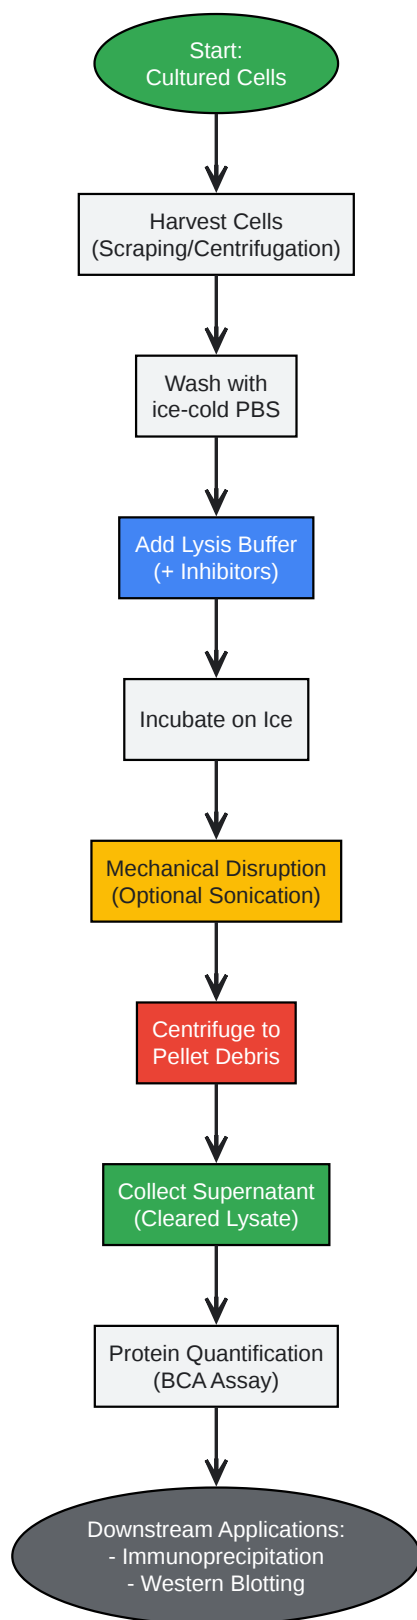 Start:
Cultured Cells
Harvest Cells
(Scraping/Centrifugation)
Wash with
ice-cold PBS
Add Lysis Buffer
(+ Inhibitors)
Incubate on Ice
Mechanical Disruption
(Optional Sonication)
Centrifuge to
Pellet Debris
Collect Supernatant
(Cleared Lysate)
Protein Quantification
(BCA Assay)
Downstream Applications:
- Immunoprecipitation
- Western Blotting